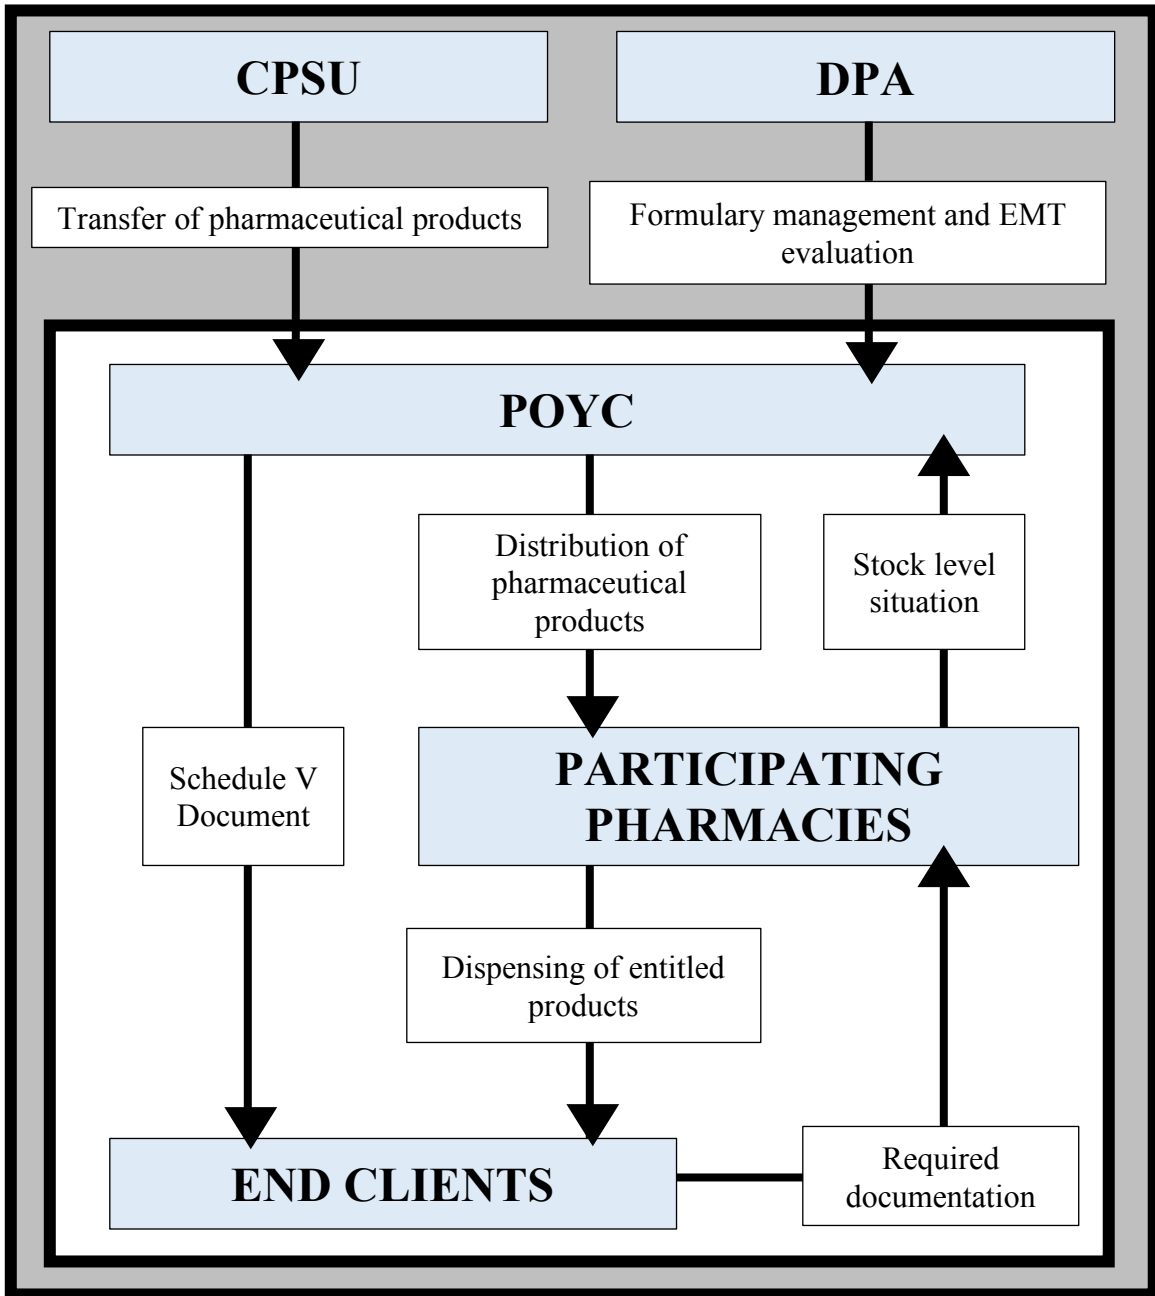 CPSU
DPA
Transfer of pharmaceutical products
Formulary management and EMT
evaluation
POYC
Distribution of
pharmaceutical
products
Stock level
situation
Schedule V
Document
PARTICIPATING
PHARMACIES
Dispensing of entitled
products
END CLIENTS
Required
documentation